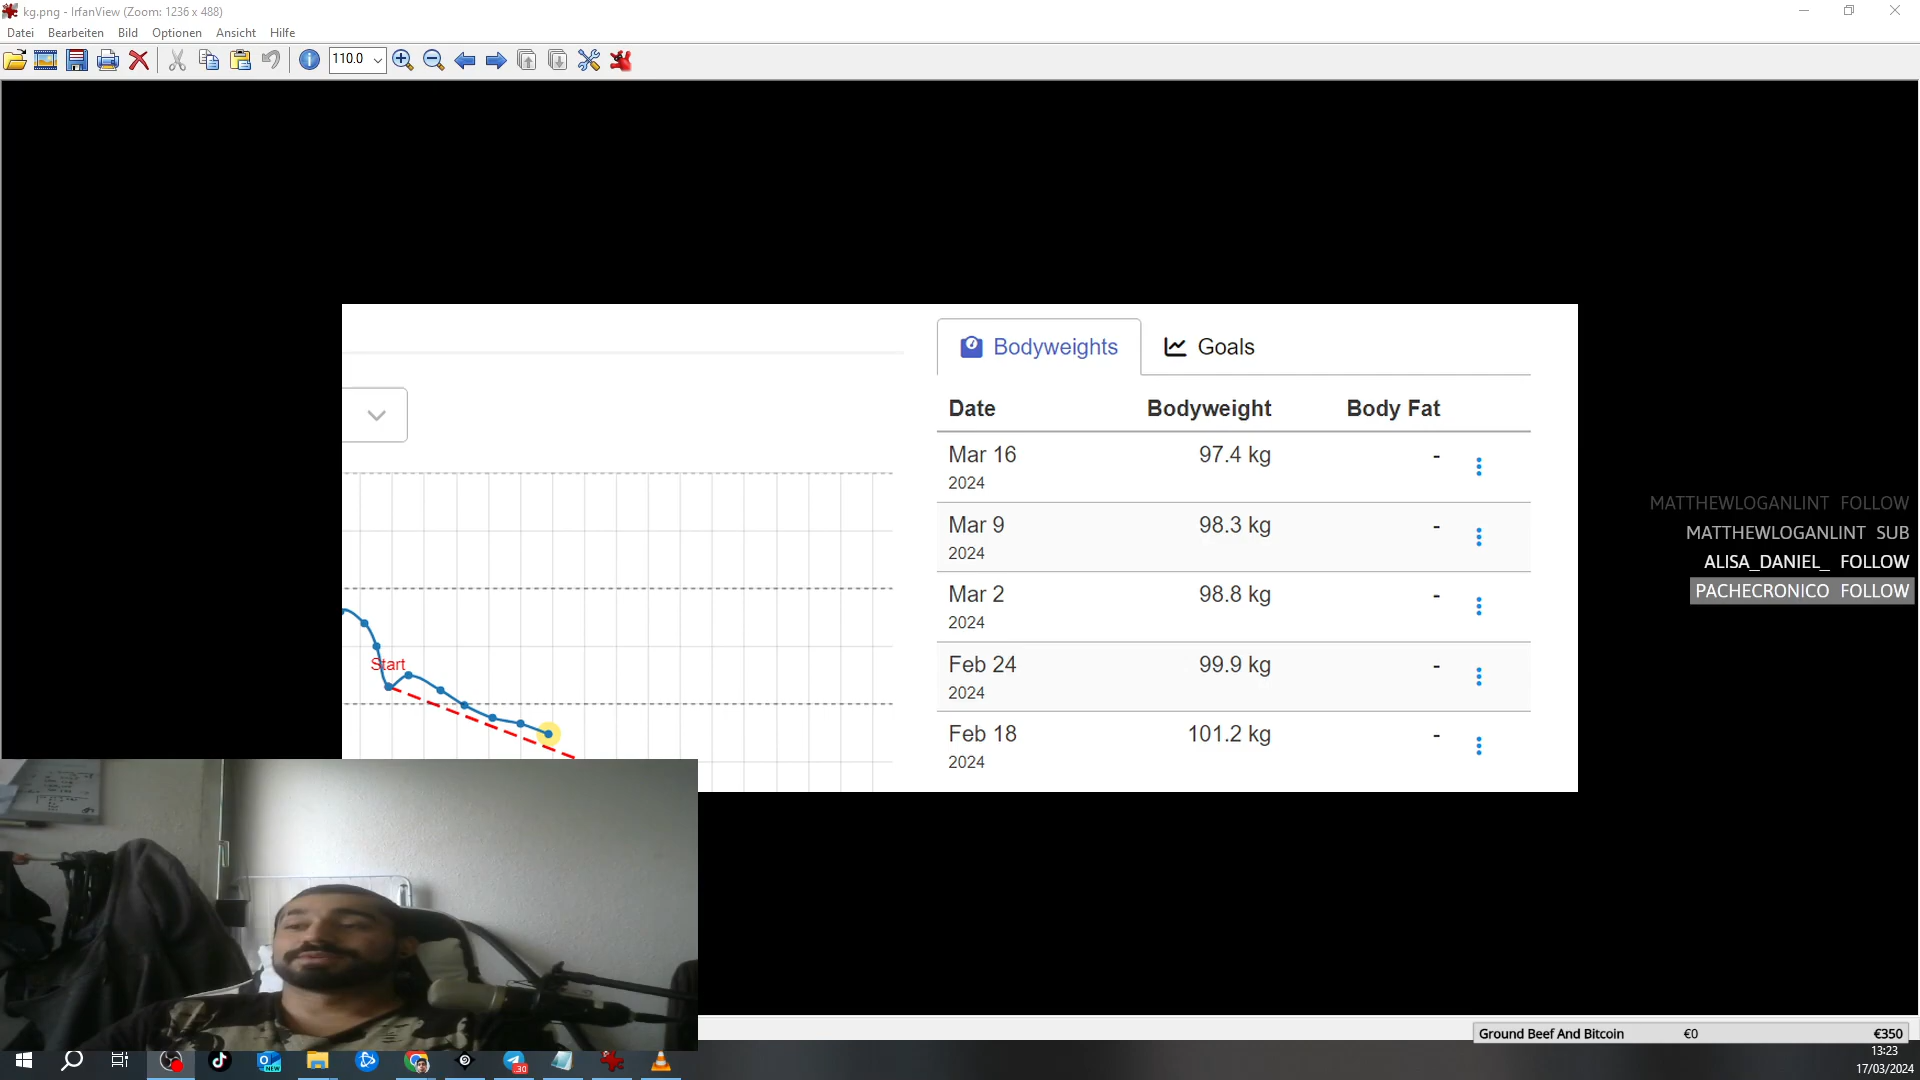 kg.png - IrfanView (Zoom: 1236 x 488)
Datei Bearbeiten Bild Optionen Ansicht Hilfe
110.0
Bodyweights Goals
Date Bodyweight Body Fat
Mar 16 97.4 kg -
2024
Mar 9 98.3 kg -
2024
Mar 2 98.8 kg -
2024
Feb 24 99.9 kg -
2024
Feb 18 101.2 kg -
2024
Start
MATTHEWLOGANLINT FOLLOW
MATTHEWLOGANLINT SUB
ALISA_DANIEL_ FOLLOW
PACHECRONICO FOLLOW
Ground Beef And Bitcoin €0 €350
NEW
30
13:23
17/03/2024